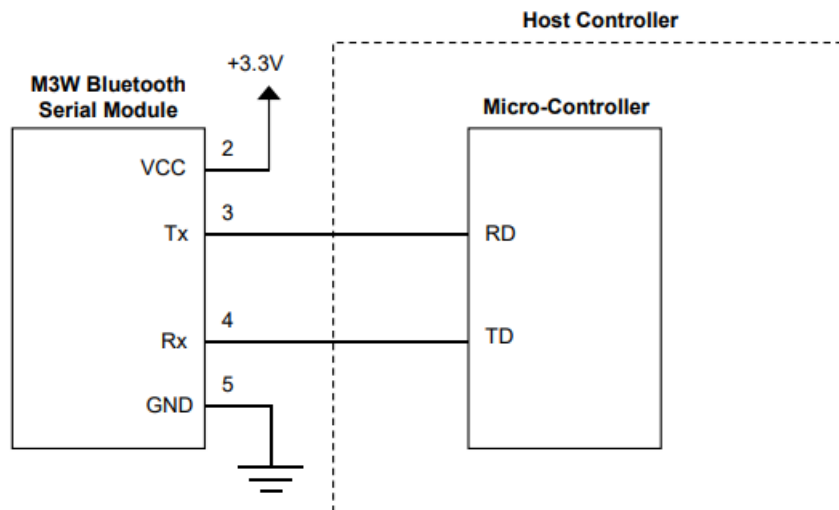 Host Controller
+3.3V
M3W Bluetooth
Serial Module
Micro-Controller
VCC
2
Tx
3
RD
Rx
4
TD
GND
5